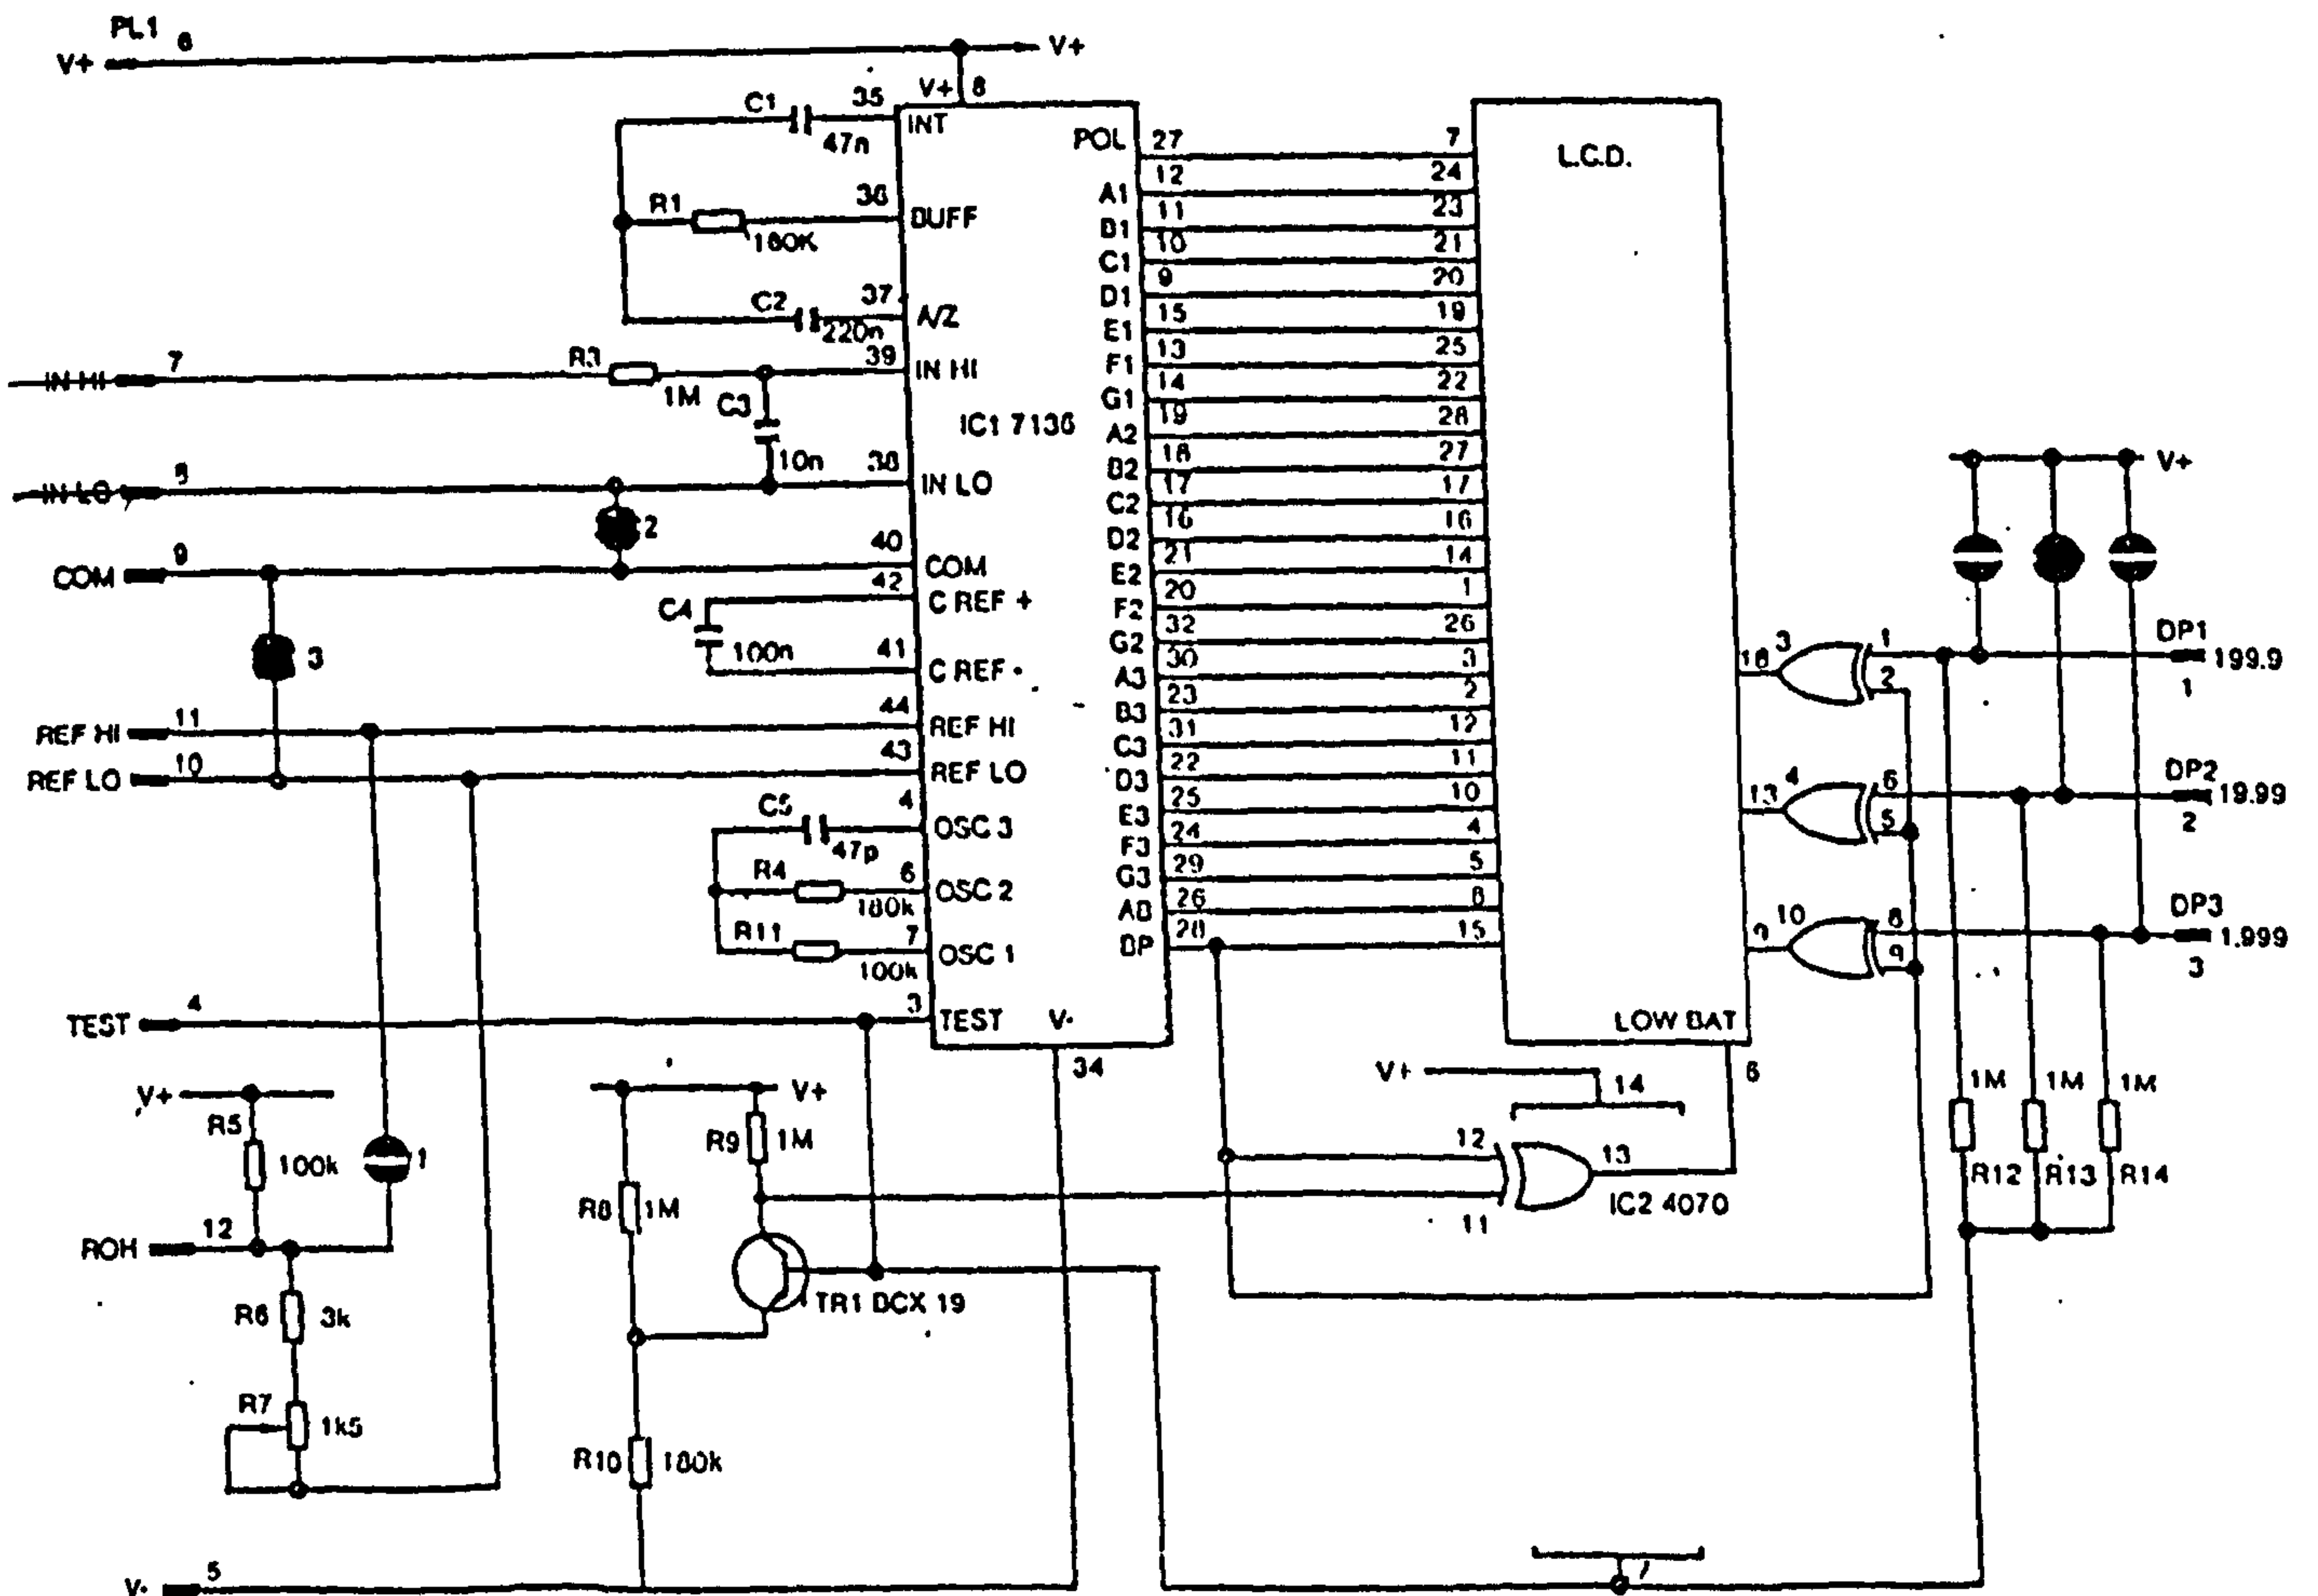 PL1 6
V+ V+
V+ 8
C1 35 INT
47n
R1 36 BUFF
180K
C2 37 A/Z
220n
IN HI 7 R3 39 IN HI
1M
C3
10n
IC1 7136
IN LO 8 38 IN LO
2
COM 9 40 COM
42 C REF +
C4
100n
41 C REF -
3
REF HI 11 44 REF HI
REF LO 10 43 REF LO
C5 4 OSC 3
47p
R4 6 OSC 2
180k
R11 7 OSC 1
100k
TEST 4 3 TEST V-
34
POL 27 7
A1 12 24
B1 11 23
C1 10 21
D1 9 20
E1 15 19
F1 13 25
G1 14 22
A2 19 28
B2 18 27
C2 17 17
D2 16 16
E2 21 14
F2 20 1
G2 32 26
A3 30 3
B3 23 2
C3 31 12
D3 22 11
E3 25 10
F3 24 4
G3 29 5
AB 26 8
BP 28 15
L.C.D.
LOW BAT
6
V+
18 3 1 DP1
2 199.9
1
13 4 6 DP2
5 19.99
2
9 10 8 DP3
9 1.999
3
1M 1M 1M
R12 R13 R14
V+ 14
12 13
11
IC2 4070
V+
R5 100k
1
ROH 12
R6 3k
R7 1k5
V+
R9 1M
R8 1M
TR1 BCX 19
R10 180k
V- 5
7